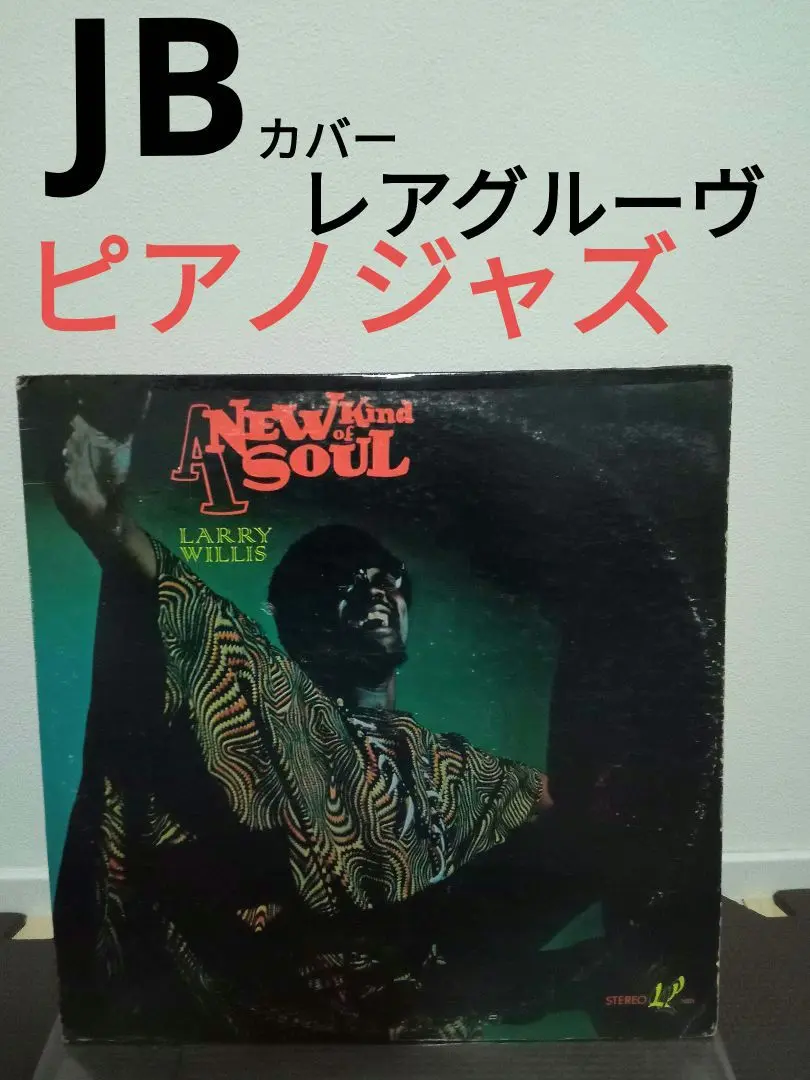 JB カバー
レアグルーヴ
ピアノジャズ
A NEW Kind
of
SOUL
LARRY
WILLIS
STEREO LP